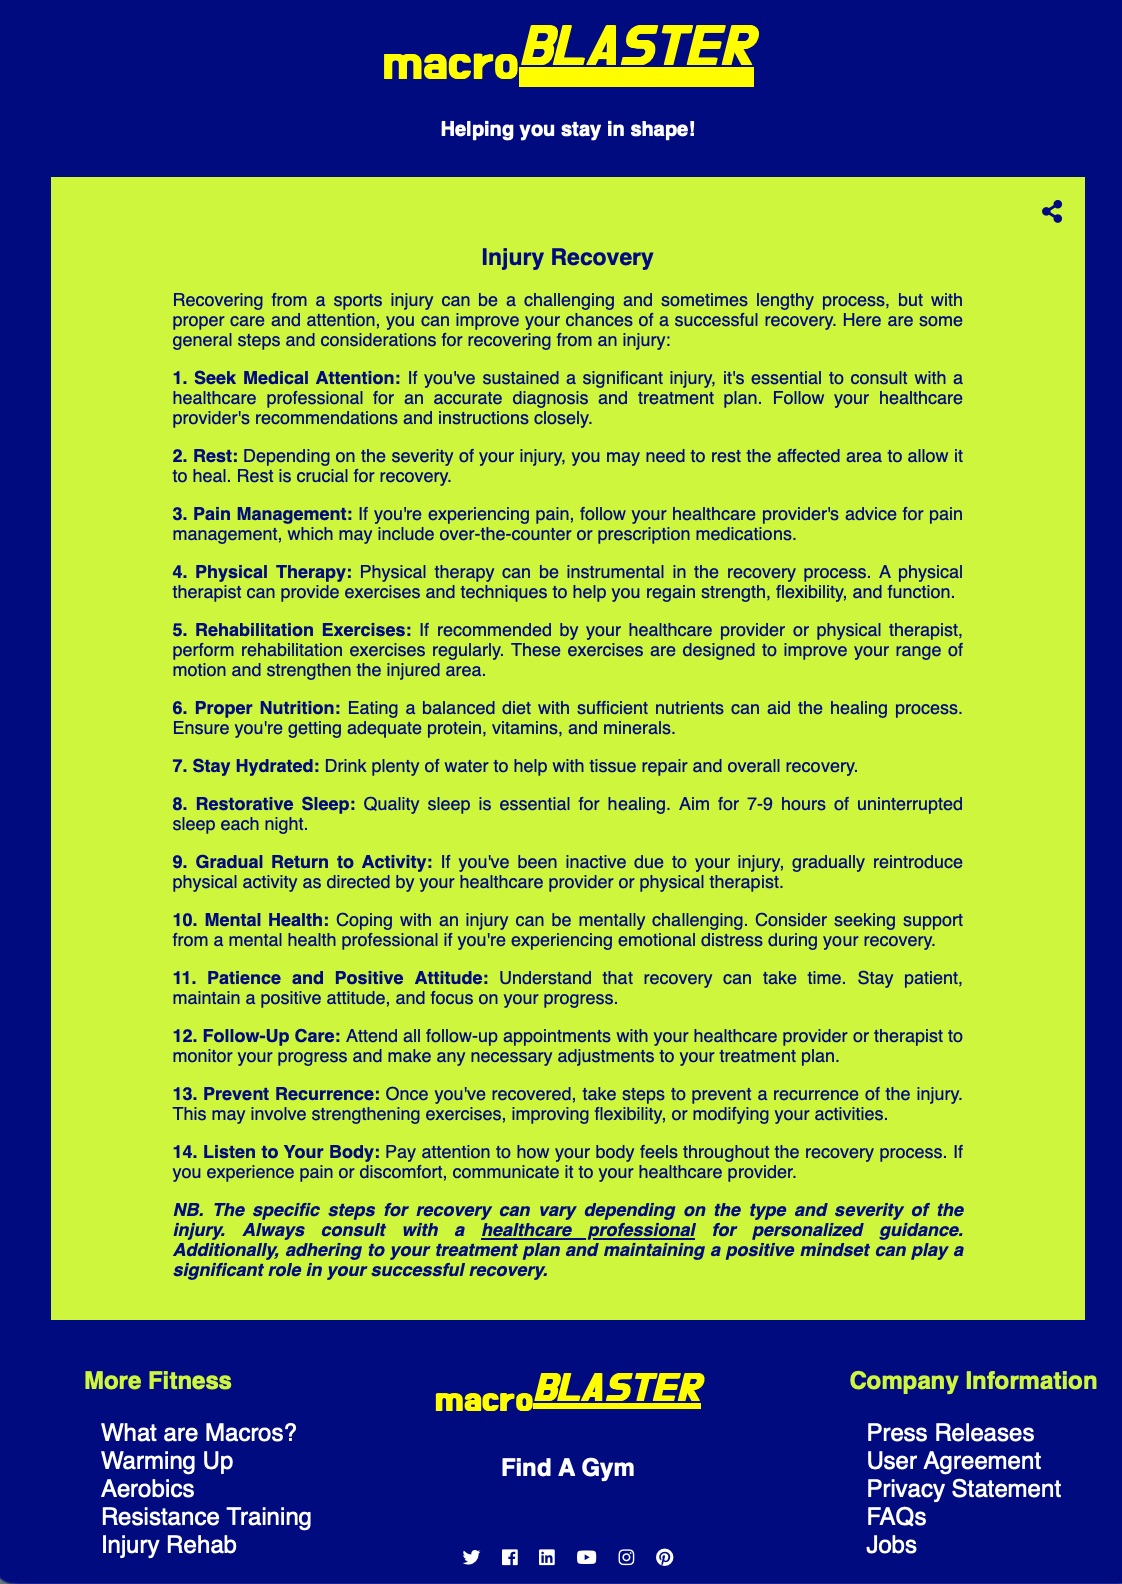 macroBLASTER
Helping you stay in shape!
Injury Recovery
Recovering from a sports injury can be a challenging and sometimes lengthy process, but with
proper care and attention, you can improve your chances of a successful recovery. Here are some
general steps and considerations for recovering from an injury:
1. Seek Medical Attention: If you've sustained a significant injury, it's essential to consult with a
healthcare professional for an accurate diagnosis and treatment plan. Follow your healthcare
provider's recommendations and instructions closely.
2. Rest: Depending on the severity of your injury, you may need to rest the affected area to allow it
to heal. Rest is crucial for recovery.
3. Pain Management: If you're experiencing pain, follow your healthcare provider's advice for pain
management, which may include over-the-counter or prescription medications.
4. Physical Therapy: Physical therapy can be instrumental in the recovery process. A physical
therapist can provide exercises and techniques to help you regain strength, flexibility, and function.
5. Rehabilitation Exercises: If recommended by your healthcare provider or physical therapist,
perform rehabilitation exercises regularly. These exercises are designed to improve your range of
motion and strengthen the injured area.
6. Proper Nutrition: Eating a balanced diet with sufficient nutrients can aid the healing process.
Ensure you're getting adequate protein, vitamins, and minerals.
7. Stay Hydrated: Drink plenty of water to help with tissue repair and overall recovery.
8. Restorative Sleep: Quality sleep is essential for healing. Aim for 7-9 hours of uninterrupted
sleep each night.
9. Gradual Return to Activity: If you've been inactive due to your injury, gradually reintroduce
physical activity as directed by your healthcare provider or physical therapist.
10. Mental Health: Coping with an injury can be mentally challenging. Consider seeking support
from a mental health professional if you're experiencing emotional distress during your recovery.
11. Patience and Positive Attitude: Understand that recovery can take time. Stay patient,
maintain a positive attitude, and focus on your progress.
12. Follow-Up Care: Attend all follow-up appointments with your healthcare provider or therapist to
monitor your progress and make any necessary adjustments to your treatment plan.
13. Prevent Recurrence: Once you've recovered, take steps to prevent a recurrence of the injury.
This may involve strengthening exercises, improving flexibility, or modifying your activities.
14. Listen to Your Body: Pay attention to how your body feels throughout the recovery process. If
you experience pain or discomfort, communicate it to your healthcare provider.
NB. The specific steps for recovery can vary depending on the type and severity of the
injury. Always consult with a healthcare professional for personalized guidance.
Additionally, adhering to your treatment plan and maintaining a positive mindset can play a
significant role in your successful recovery.
More Fitness
What are Macros?
Warming Up
Aerobics
Resistance Training
Injury Rehab
macroBLASTER
Find A Gym
Company Information
Press Releases
User Agreement
Privacy Statement
FAQs
Jobs